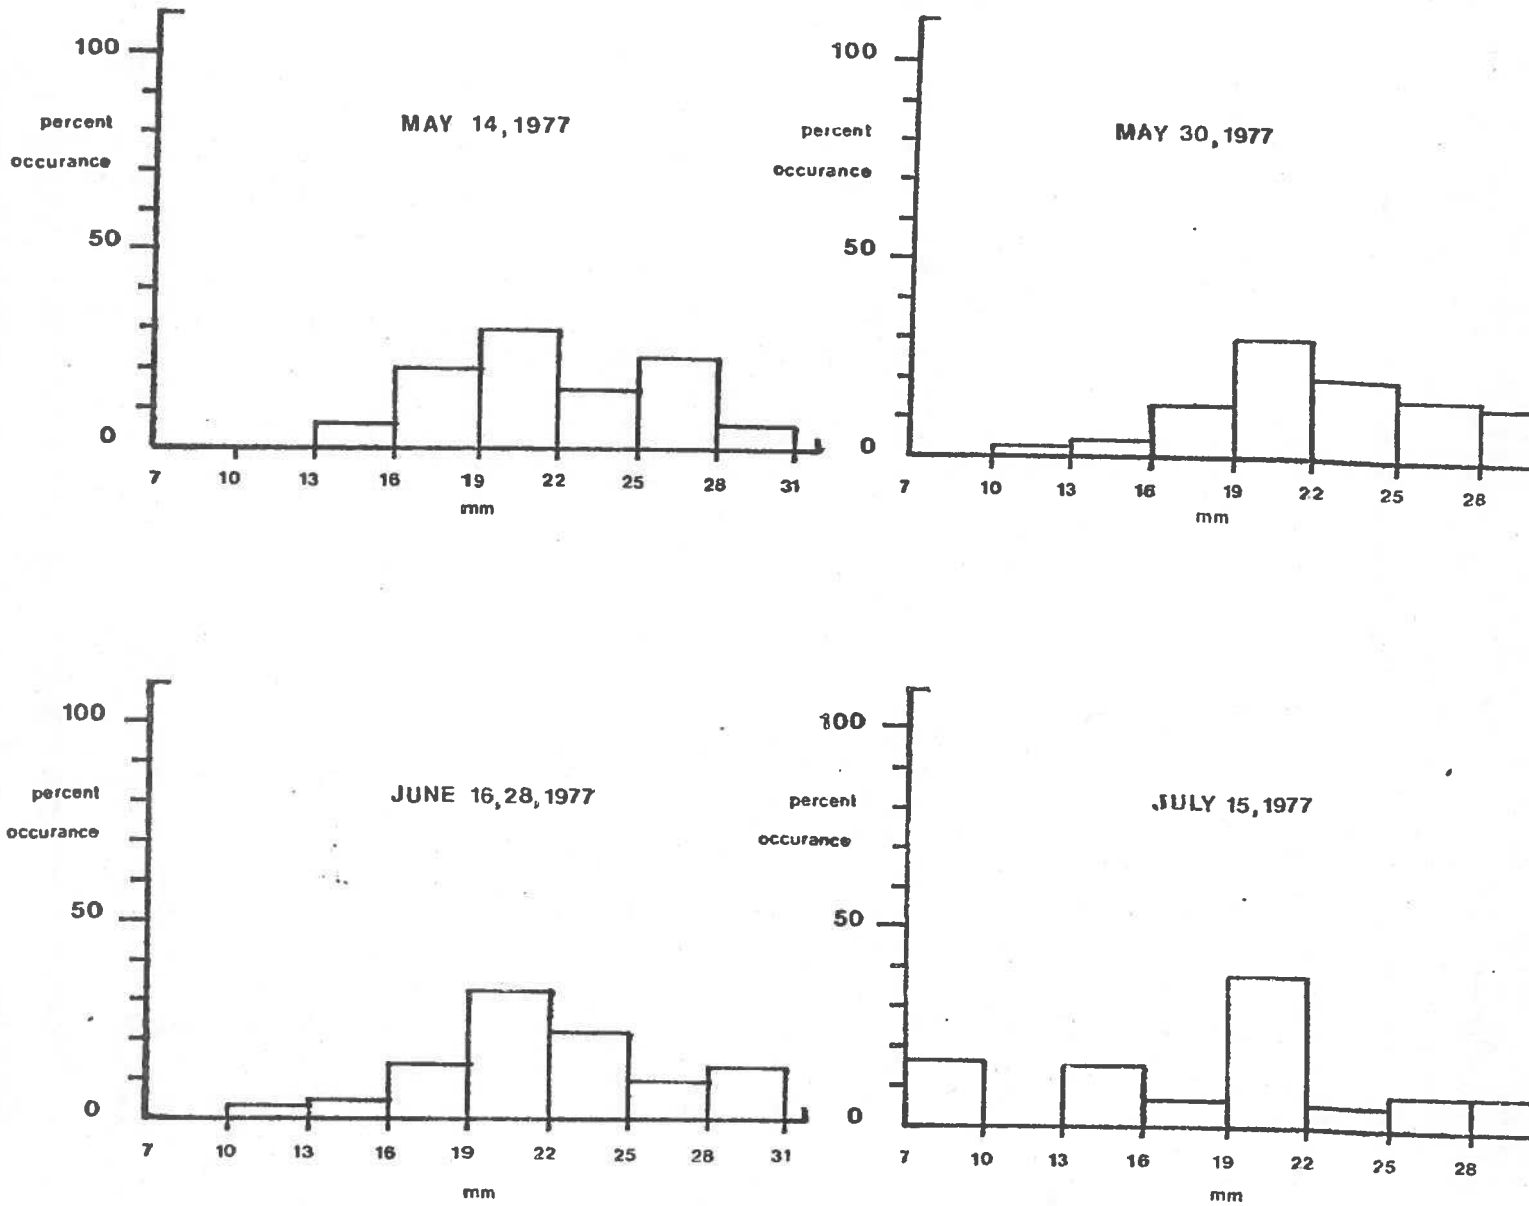 100
percent
occurance
50
0
MAY 14, 1977
7 10 13 16 19 22 25 28 31
mm
100
percent
occurance
50
0
MAY 30, 1977
7 10 13 16 19 22 25 28
mm
100
percent
occurance
50
0
JUNE 16, 28, 1977
7 10 13 16 19 22 25 28 31
mm
100
percent
occurance
50
0
JULY 15, 1977
7 10 13 16 19 22 25 28
mm